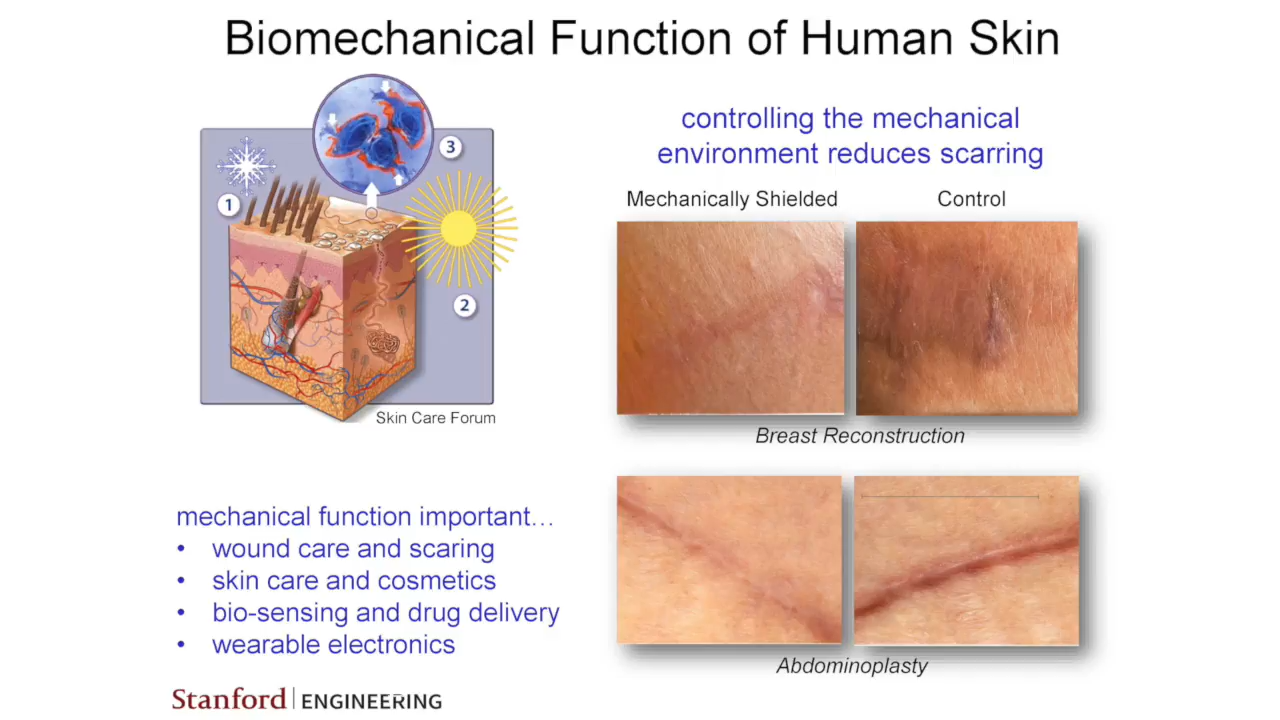 Biomechanical Function of Human Skin
3
1
2
Skin Care Forum
mechanical function important…
• wound care and scaring
• skin care and cosmetics
• bio-sensing and drug delivery
• wearable electronics
controlling the mechanical
environment reduces scarring
Mechanically Shielded
Control
Breast Reconstruction
Abdominoplasty
Stanford | ENGINEERING